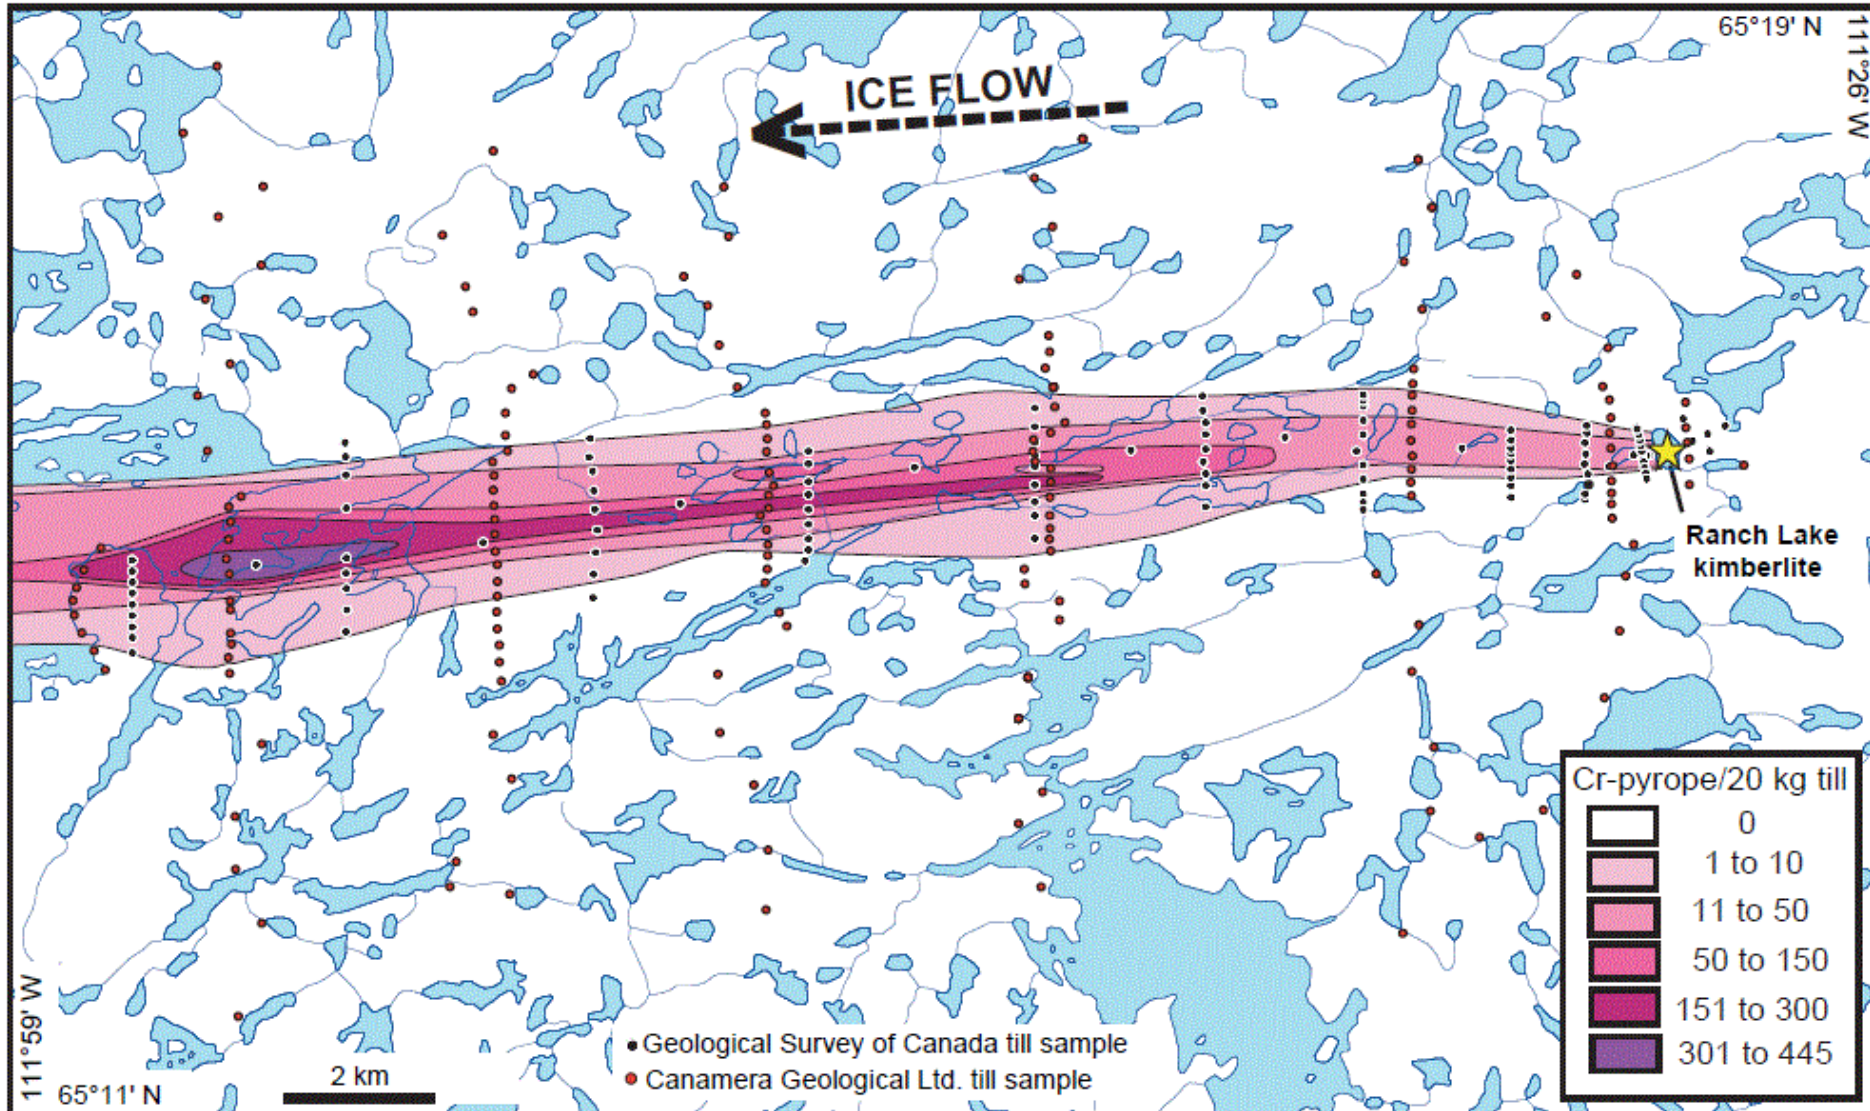 65°19' N
111°26' W
ICE FLOW
Ranch Lake
kimberlite
Cr-pyrope/20 kg till
0
1 to 10
11 to 50
50 to 150
151 to 300
301 to 445
111°59' W
65°11' N
2 km
Geological Survey of Canada till sample
Canamera Geological Ltd. till sample